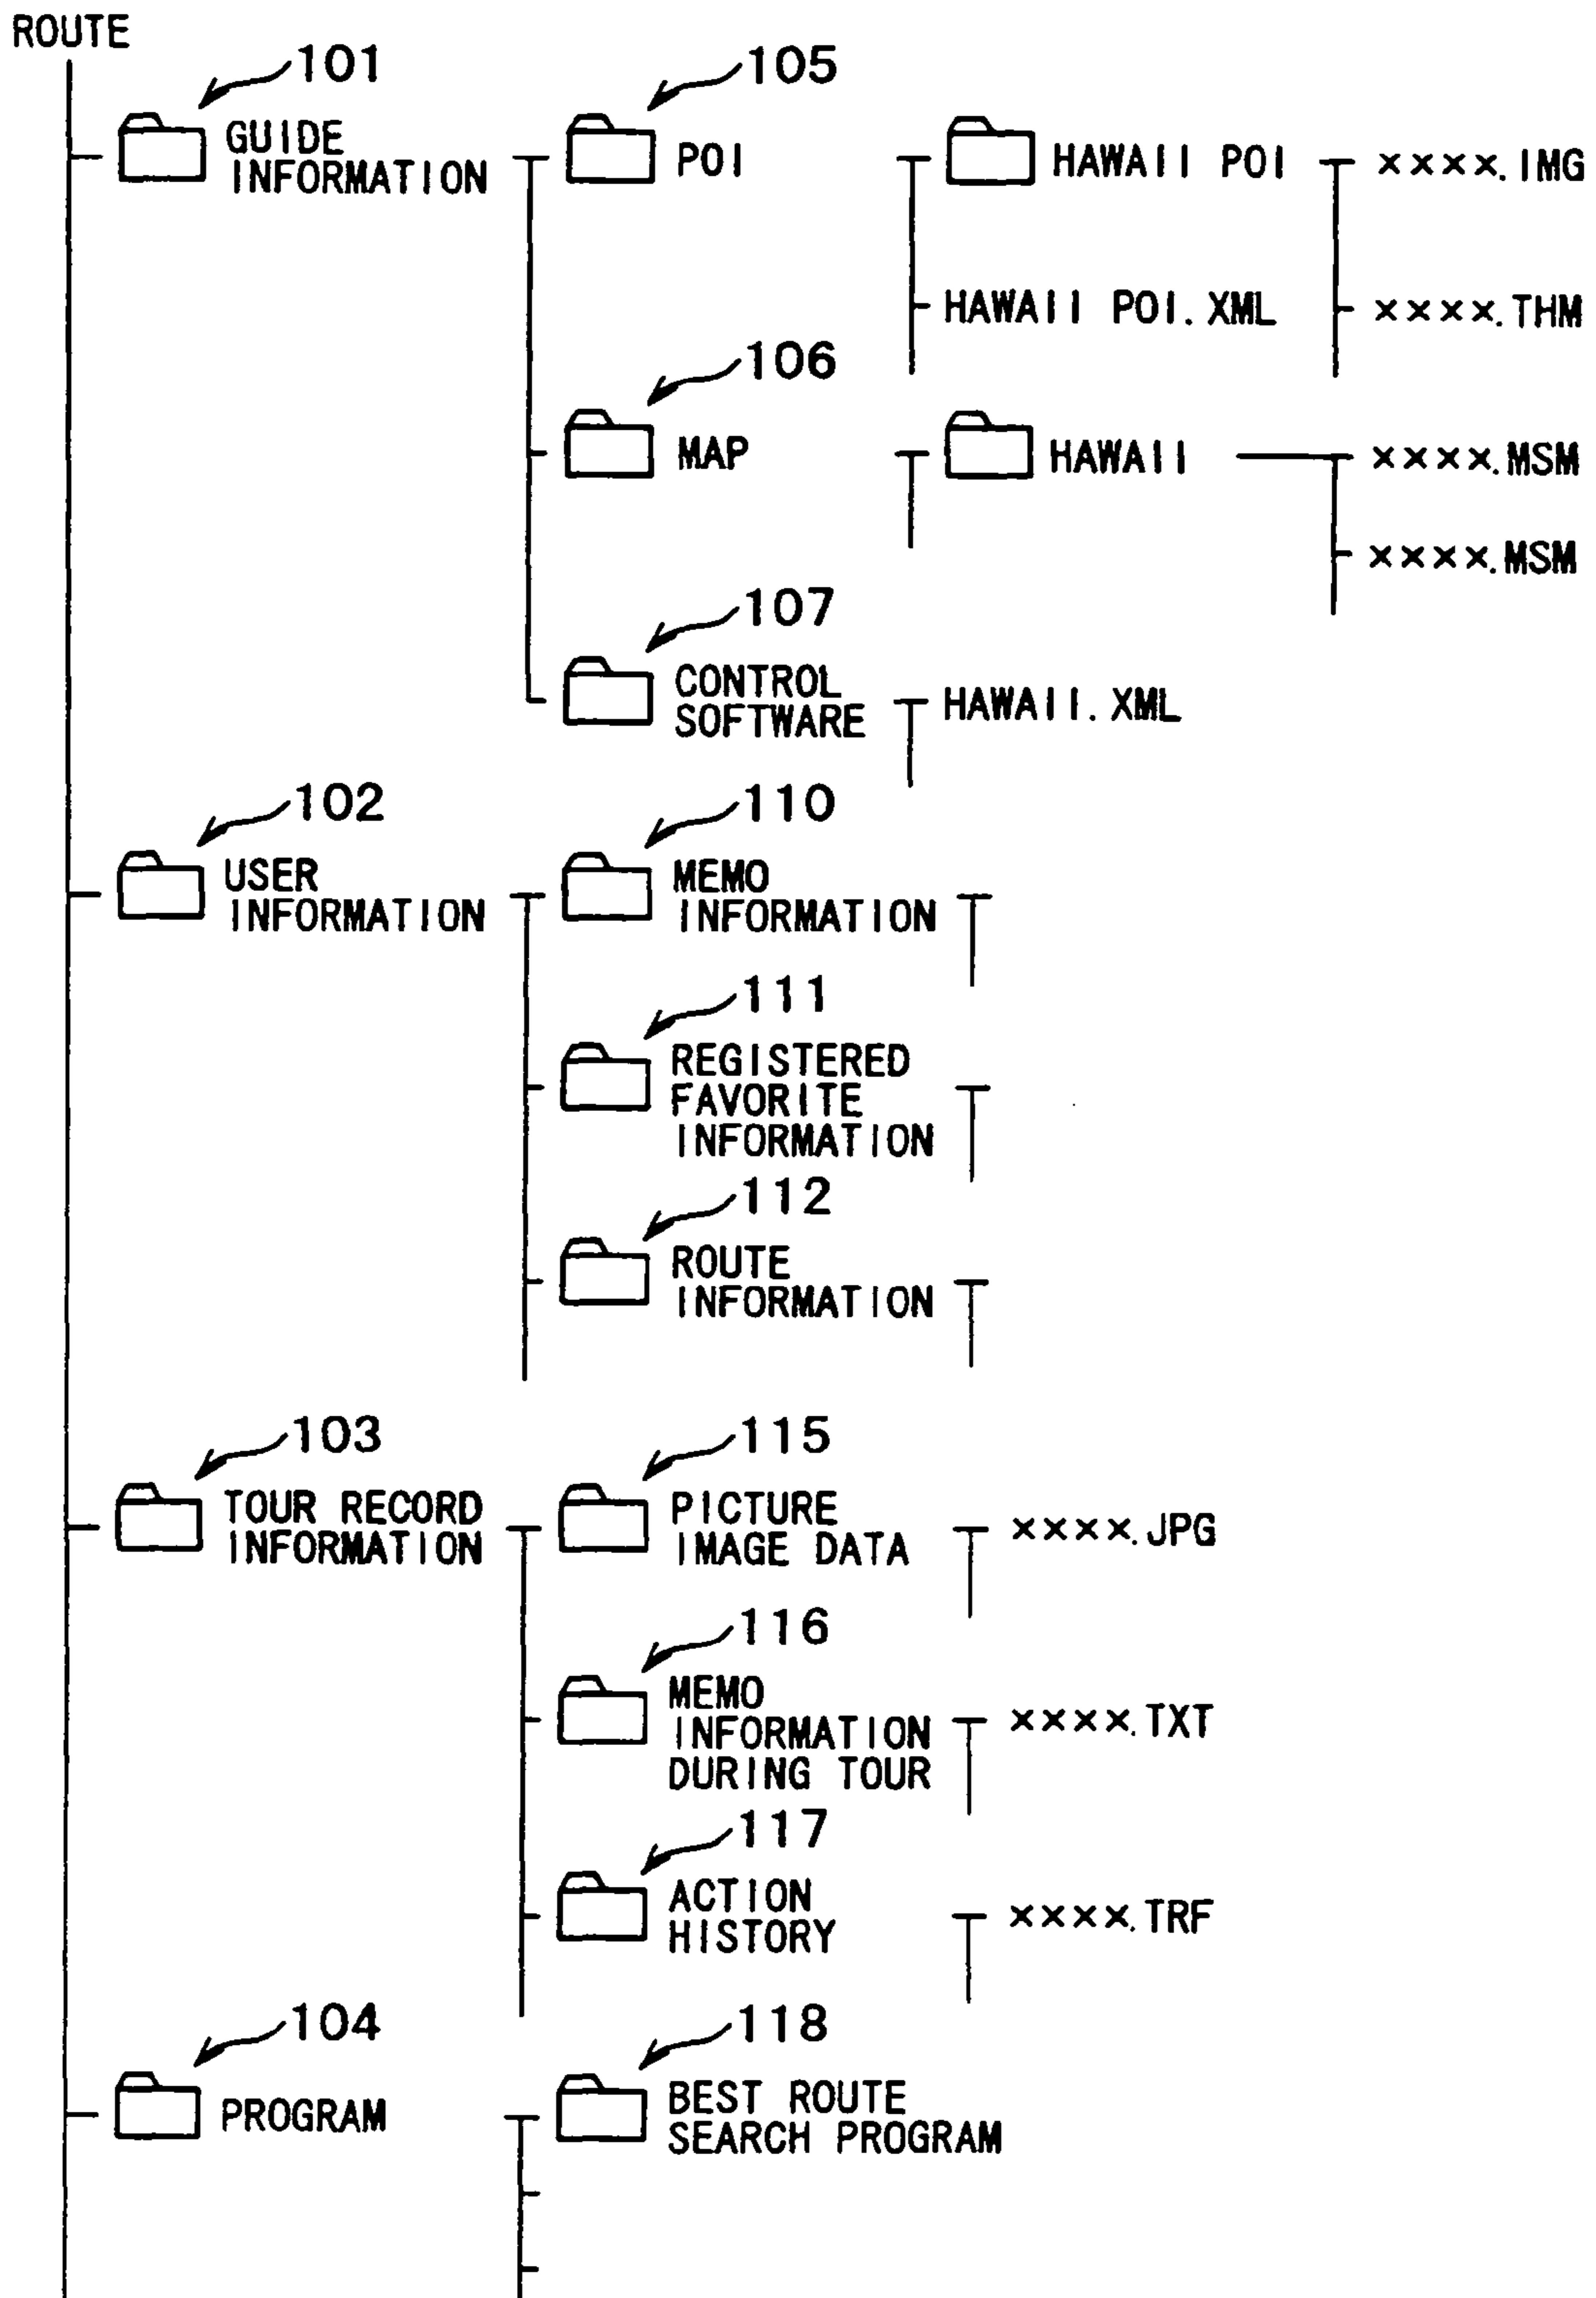 ROUTE
101
GUIDE
INFORMATION
105
POI
HAWAII POI
××××.IMG
HAWAII POI.XML
××××.THM
106
MAP
HAWAII
××××.MSM
××××.MSM
107
CONTROL
SOFTWARE
HAWAII.XML
102
USER
INFORMATION
110
MEMO
INFORMATION
111
REGISTERED
FAVORITE
INFORMATION
112
ROUTE
INFORMATION
103
TOUR RECORD
INFORMATION
115
PICTURE
IMAGE DATA
××××.JPG
116
MEMO
INFORMATION
DURING TOUR
××××.TXT
117
ACTION
HISTORY
××××.TRF
104
PROGRAM
118
BEST ROUTE
SEARCH PROGRAM